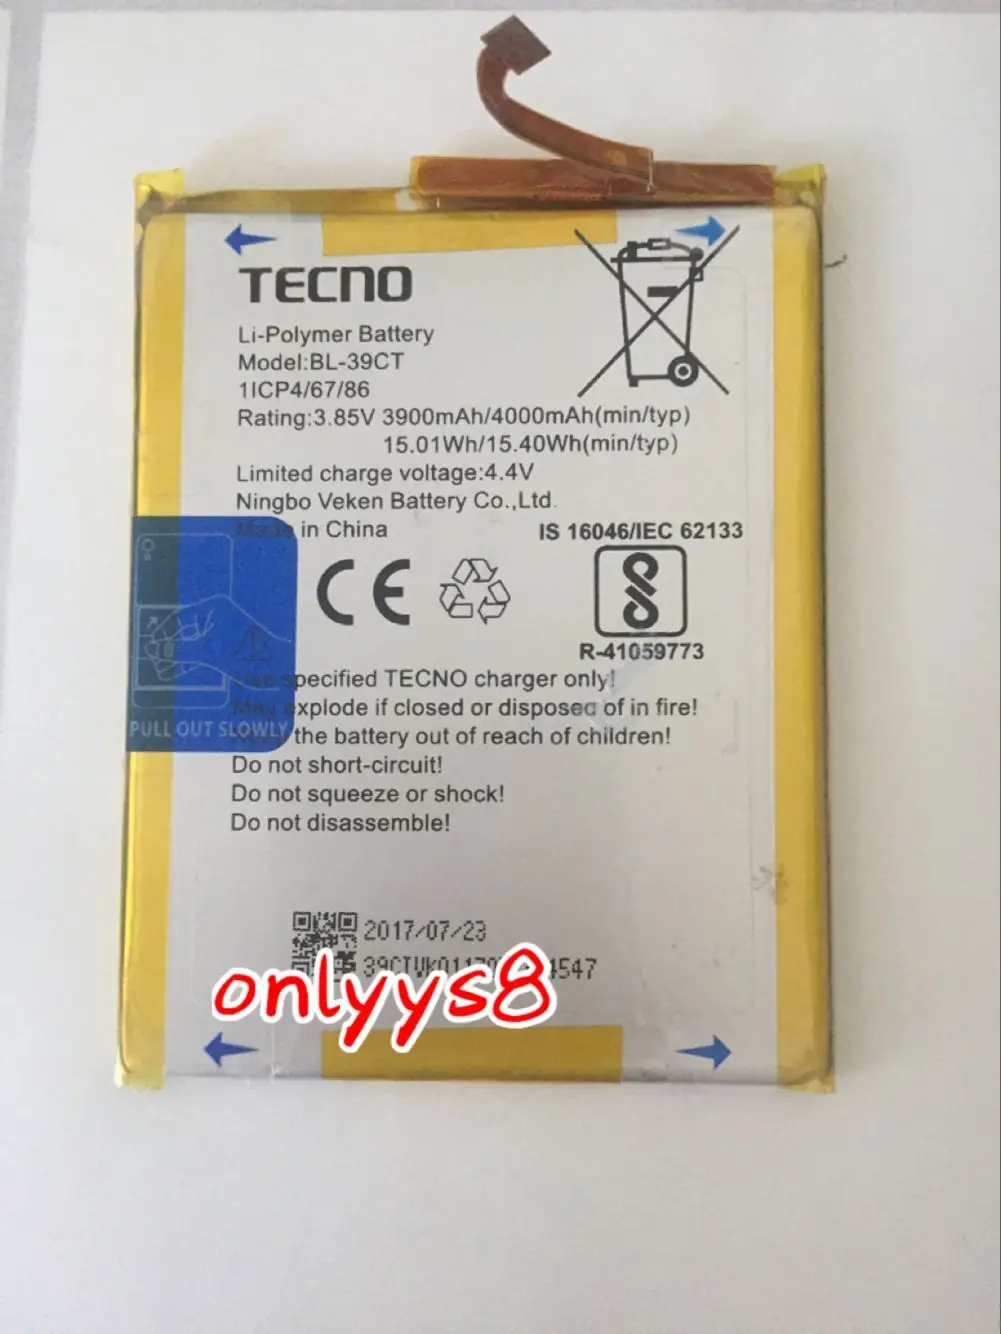 TECNO
Li-Polymer Battery
Model:BL-39CT
1ICP4/67/86
Rating:3.85V 3900mAh/4000mAh(min/typ)
15.01Wh/15.40Wh(min/typ)
Limited charge voltage:4.4V
Ningbo Veken Battery Co.,Ltd.
Made in China
IS 16046/IEC 62133
CE
R-41059773
Use specified TECNO charger only!
May explode if closed or disposed of in fire!
PULL OUT SLOWLY
the battery out of reach of children!
Do not short-circuit!
Do not squeeze or shock!
Do not disassemble!
2017/07/23
onlyys8